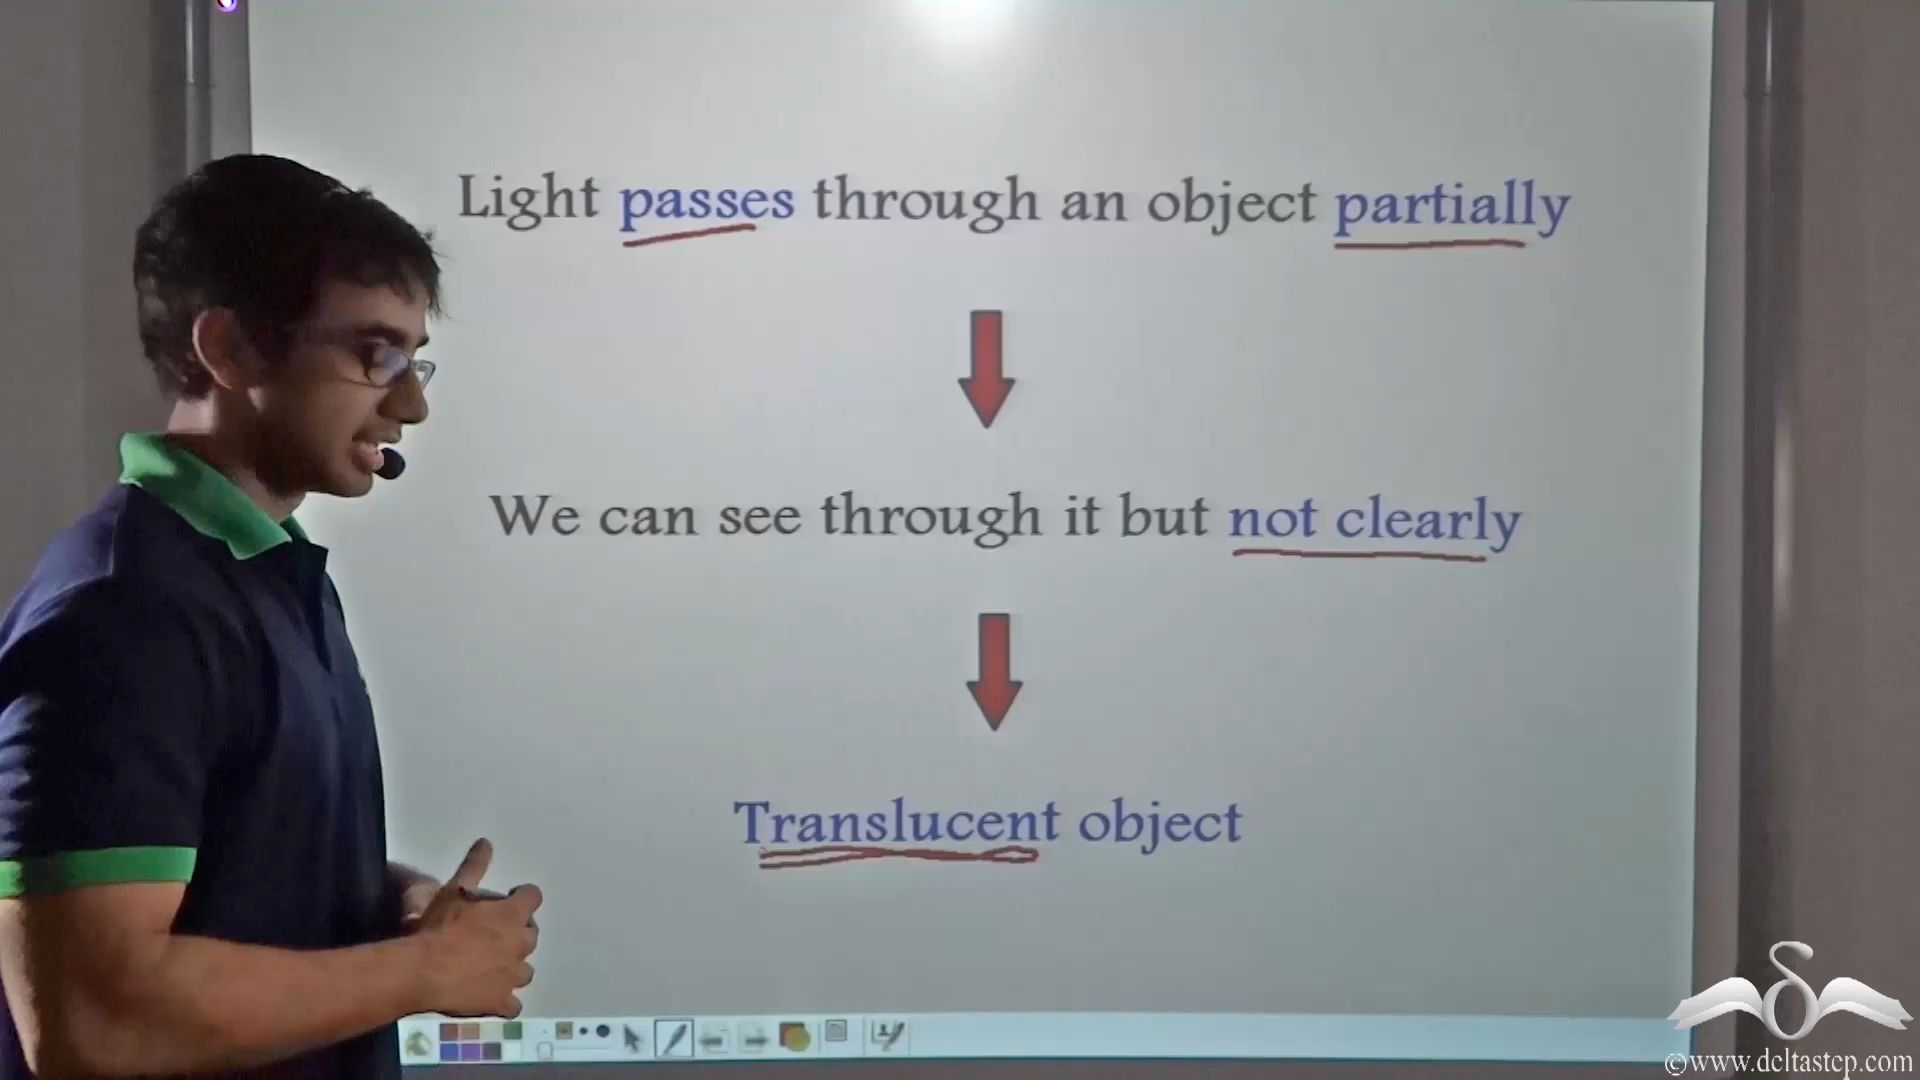 Light passes through an object partially
We can see through it but not clearly
Translucent object
©www.deltastep.com